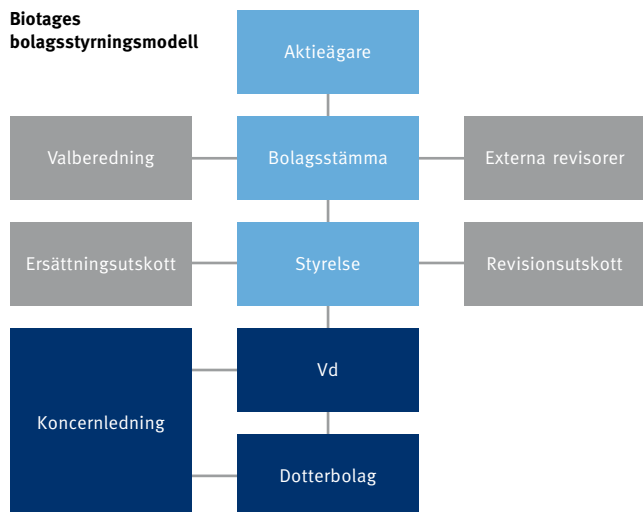 Biotages
bolagsstyrningsmodell
Aktieägare
Valberedning
Bolagsstämma
Externa revisorer
Ersättningsutskott
Styrelse
Revisionsutskott
Koncernledning
Vd
Dotterbolag